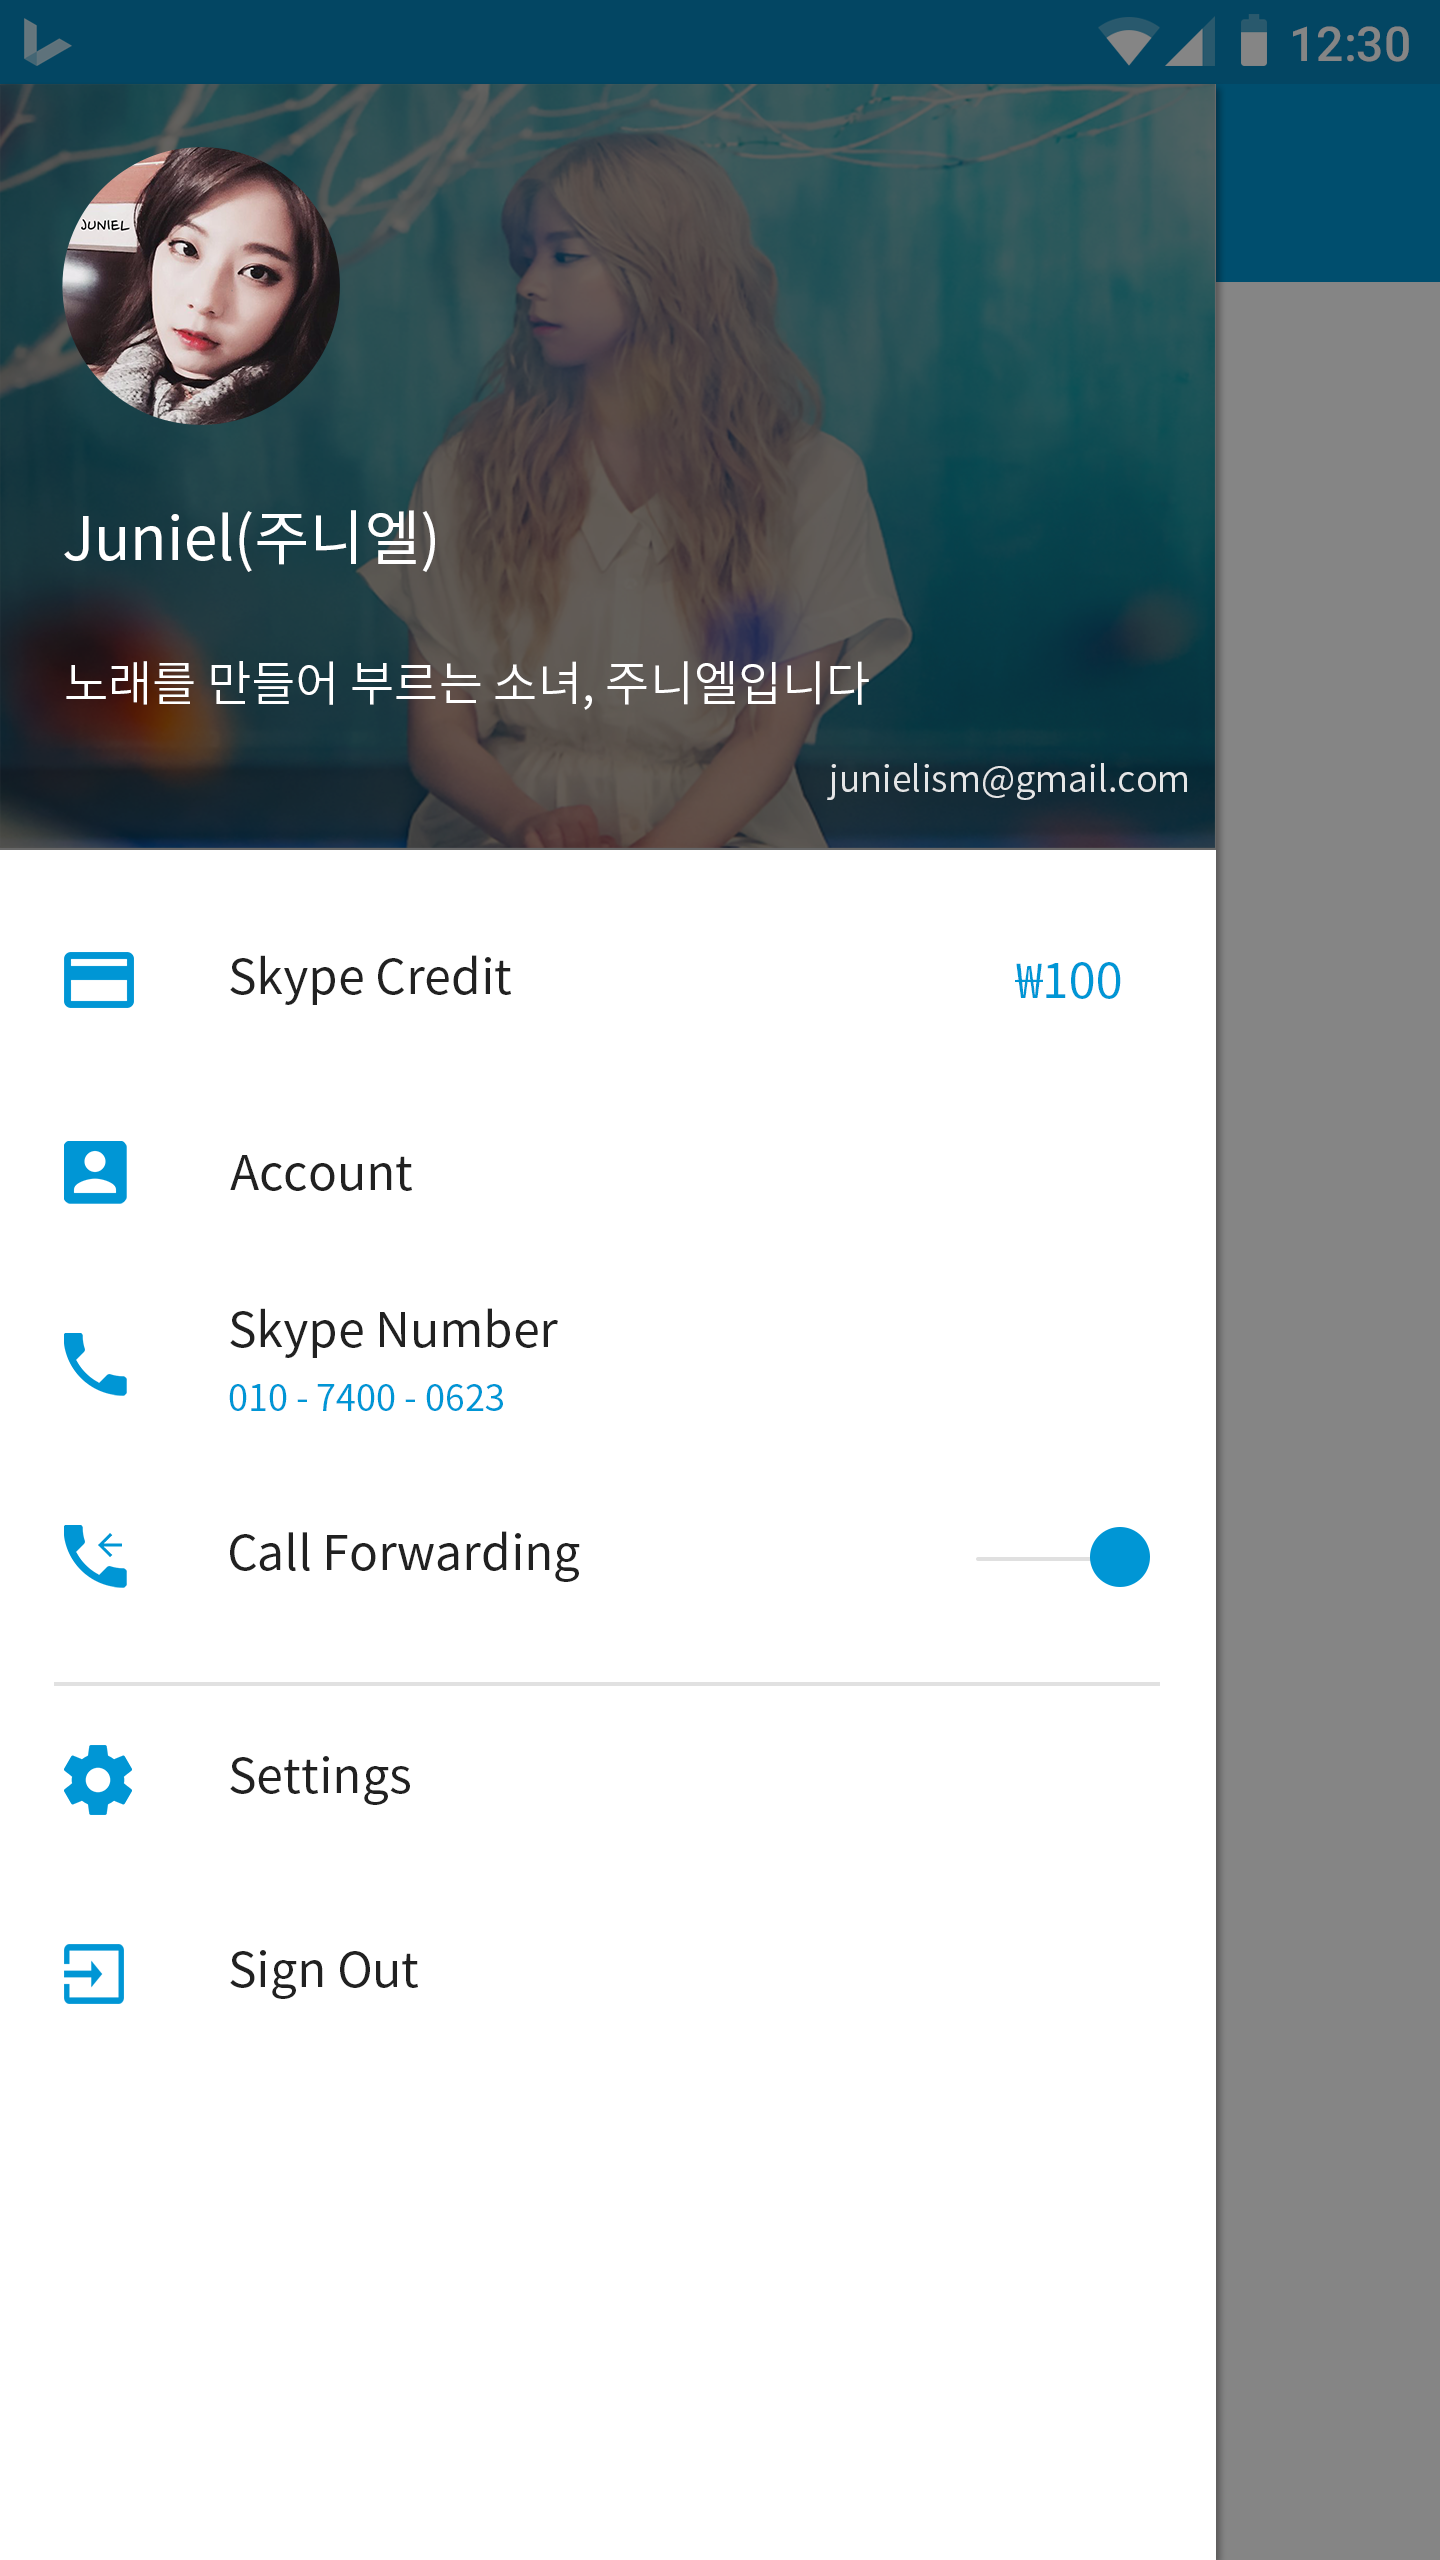 12:30
JUNIEL
Juniel(주니엘)
노래를 만들어 부르는 소녀, 주니엘입니다
junielism@gmail.com
Skype Credit
₩100
Account
Skype Number
010 - 7400 - 0623
Call Forwarding
Settings
Sign Out